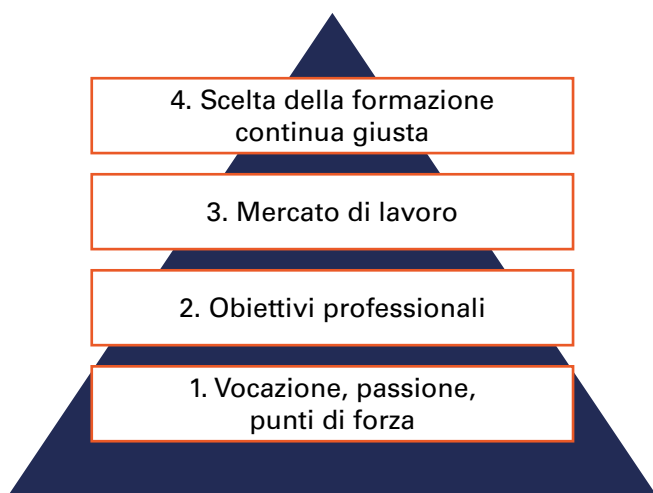 4. Scelta della formazione
continua giusta
3. Mercato di lavoro
2. Obiettivi professionali
1. Vocazione, passione,
punti di forza